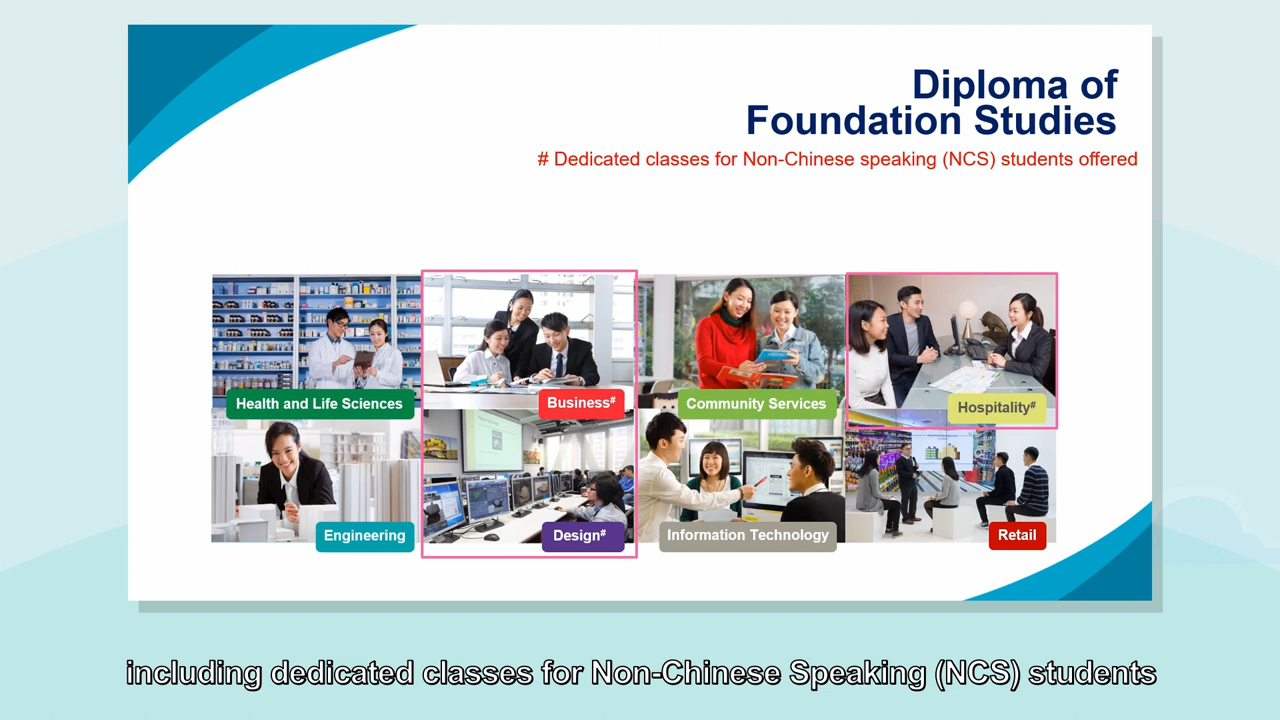 Diploma of
Foundation Studies
# Dedicated classes for Non-Chinese speaking (NCS) students offered
Health and Life Sciences
Business#
Community Services
Hospitality#
Engineering
Design#
Information Technology
Retail
including dedicated classes for Non-Chinese Speaking (NCS) students